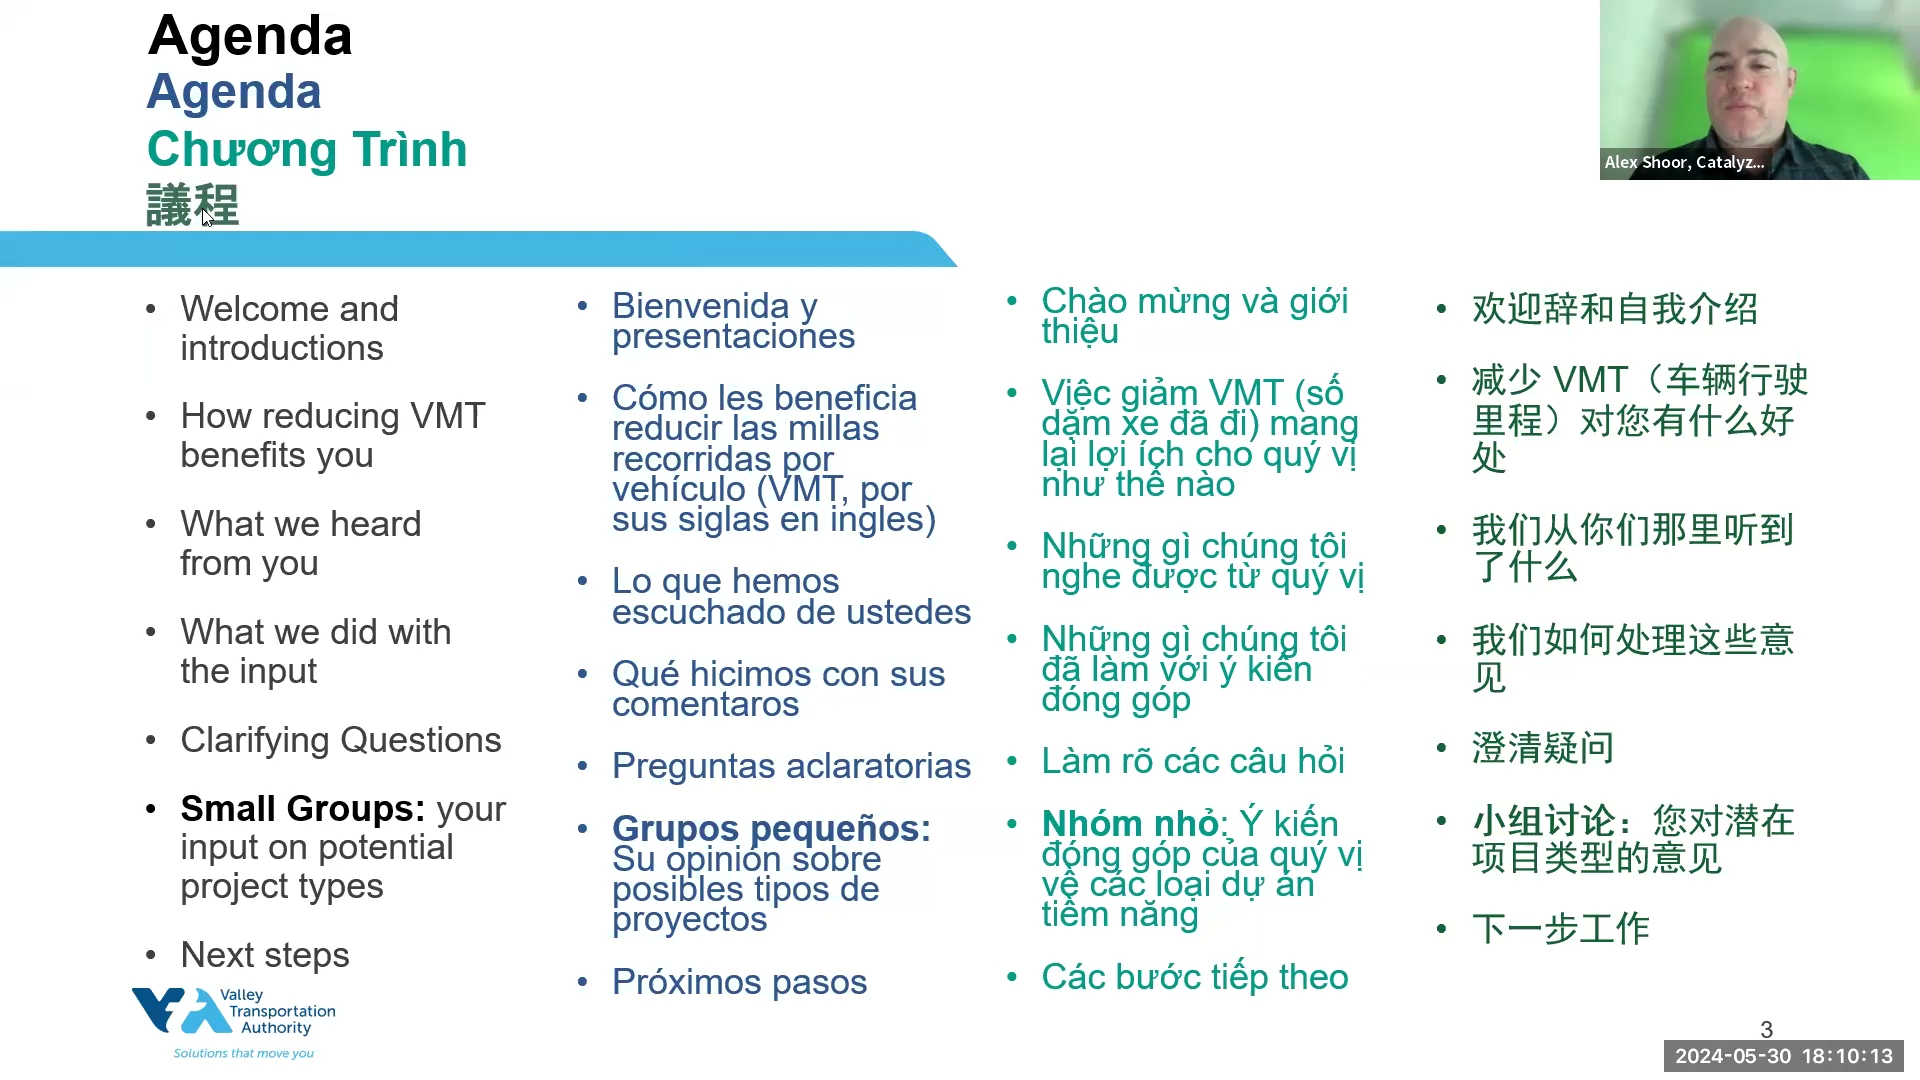 Agenda
Agenda
Chương Trình
議程
Alex Shoor, Catalyz...
• Welcome and
introductions
• How reducing VMT
benefits you
• What we heard
from you
• What we did with
the input
• Clarifying Questions
• Small Groups: your
input on potential
project types
• Next steps
• Bienvenida y
presentaciones
• Cómo les beneficia
reducir las millas
recorridas por
vehículo (VMT, por
sus siglas en ingles)
• Lo que hemos
escuchado de ustedes
• Qué hicimos con sus
comentaros
• Preguntas aclaratorias
• Grupos pequeños:
Su opinión sobre
posibles tipos de
proyectos
• Próximos pasos
• Chào mừng và giới
thiệu
• Việc giảm VMT (số
dặm xe đã đi) mang
lại lợi ích cho quý vị
như thế nào
• Những gì chúng tôi
nghe được từ quý vị
• Những gì chúng tôi
đã làm với ý kiến
đóng góp
• Làm rõ các câu hỏi
• Nhóm nhỏ: Ý kiến
đóng góp của quý vị
về các loại dự án
tiềm năng
• Các bước tiếp theo
• 欢迎辞和自我介绍
• 减少 VMT（车辆行驶
里程）对您有什么好
处
• 我们从你们那里听到
了什么
• 我们如何处理这些意
见
• 澄清疑问
• 小组讨论：您对潜在
项目类型的意见
• 下一步工作
VTA
Valley
Transportation
Authority
Solutions that move you
3
2024-05-30 18:10:13